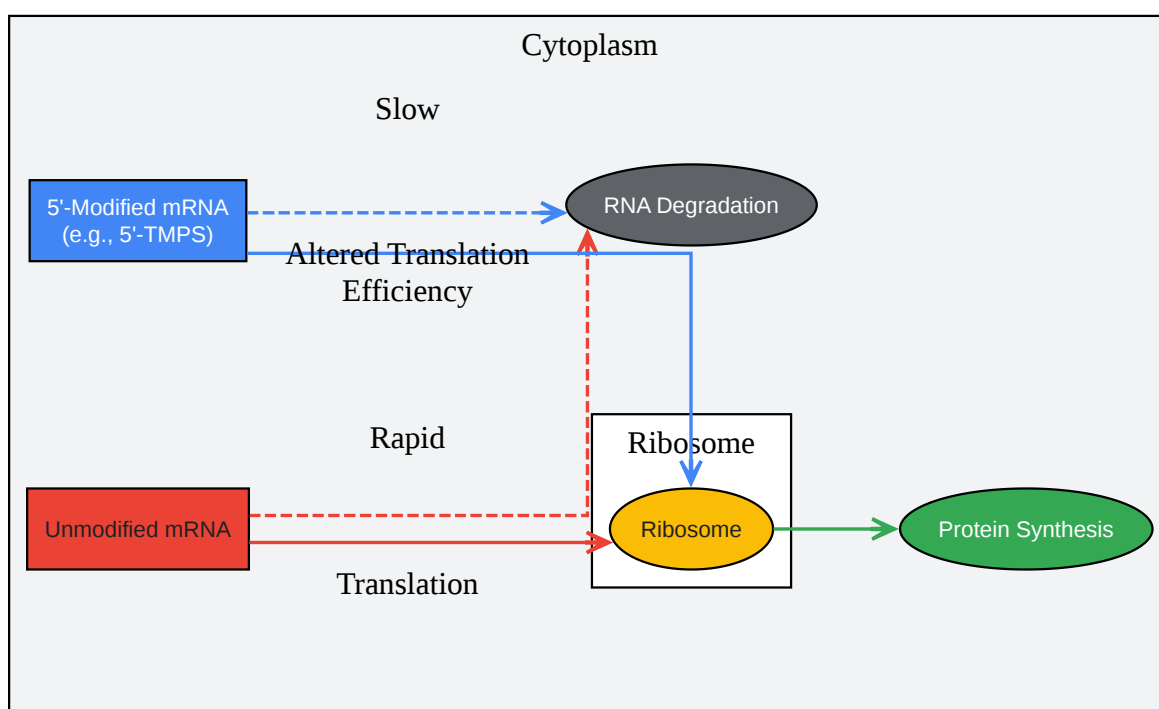 Cytoplasm
Slow
5'-Modified mRNA
(e.g., 5'-TMPS)
RNA Degradation
Altered Translation
Efficiency
Rapid
Ribosome
Unmodified mRNA
Ribosome
Protein Synthesis
Translation